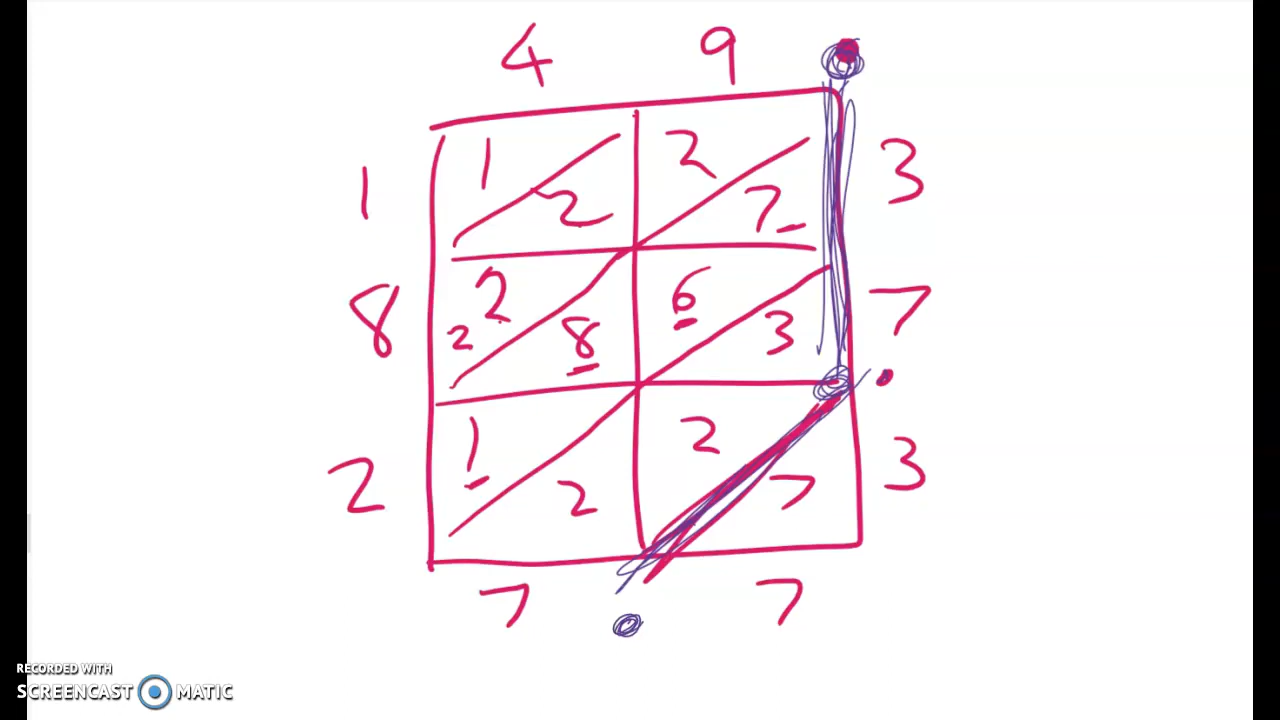 4 9
1 1 2 2 7 3
8 2 2 8 6 3 7
2 1 2 2 7 3
7 7
RECORDED WITH
SCREENCAST MATIC